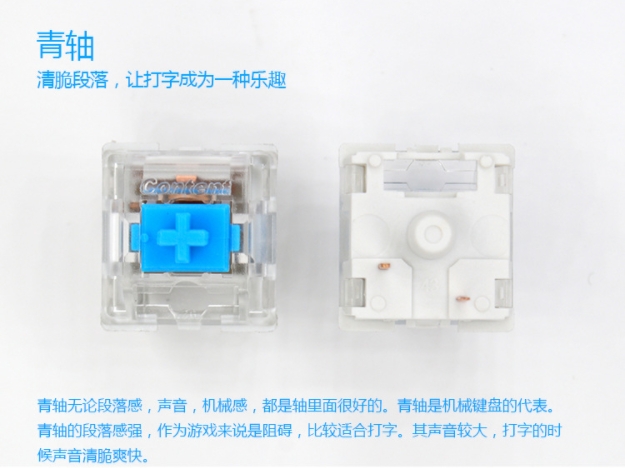 青轴
清脆段落，让打字成为一种乐趣
Content
青轴无论段落感，声音，机械感，都是轴里面很好的。青轴是机械键盘的代表。
青轴的段落感强，作为游戏来说是阻碍，比较适合打字。其声音较大，打字的时
候声音清脆爽快。